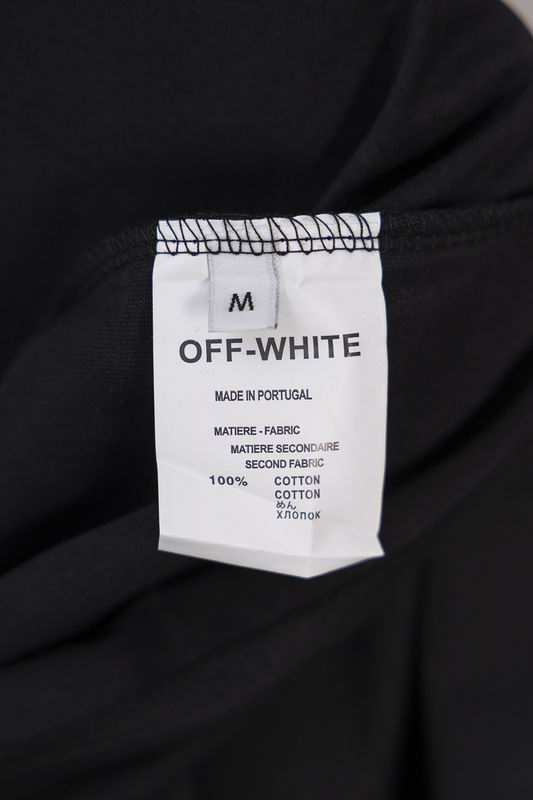 M
OFF-WHITE
MADE IN PORTUGAL
MATIERE - FABRIC
MATIERE SECONDAIRE
SECOND FABRIC
100% COTTON
COTTON
めん
ХЛОПОК